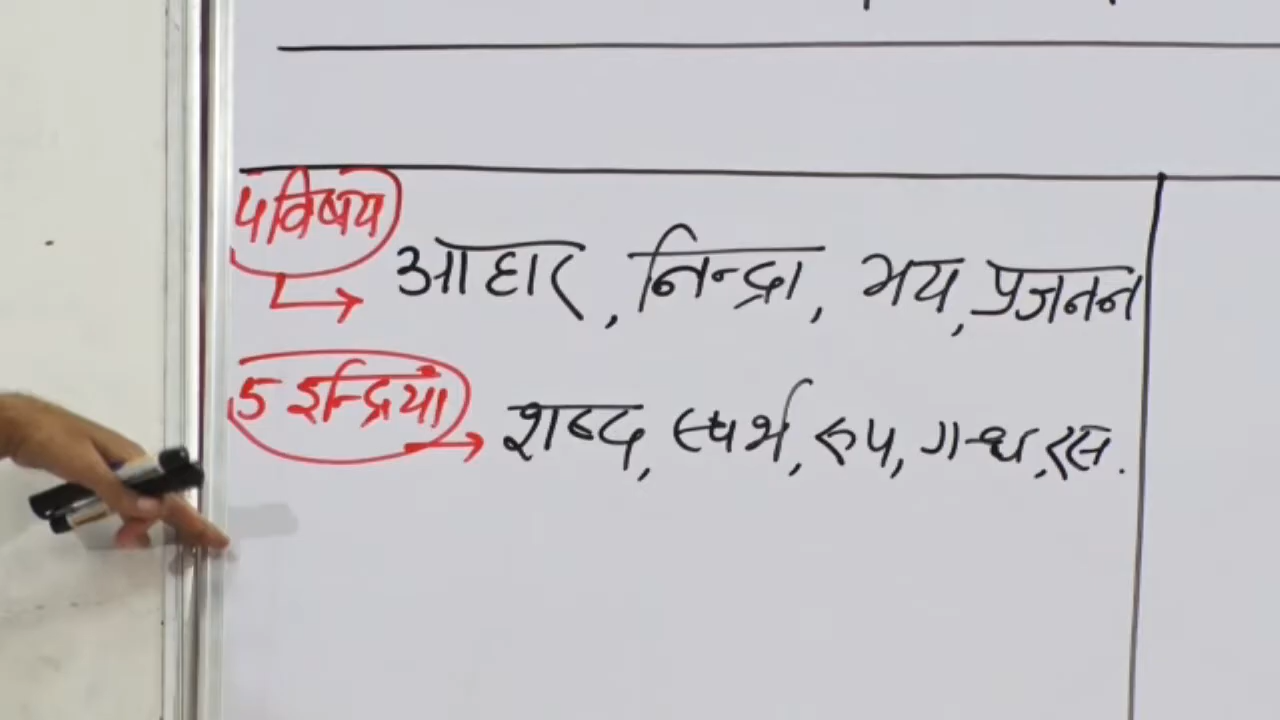 4 विषय → आहार, निन्द्रा, भय, प्रजनन
5 इन्द्रियाँ → शब्द, स्पर्श, रूप, गन्ध, रस.